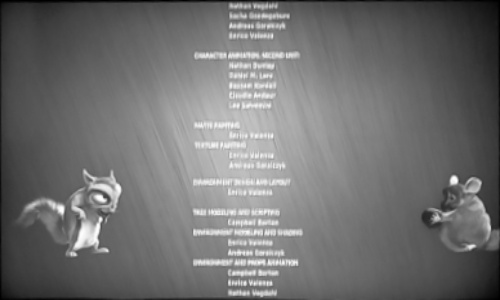 Nathan Vegdahl
Sacha Goedegebure
Andreas Goralczyk
Enrico Valenza
CHARACTER ANIMATION: SECOND UNIT
Nathan Dunlap
Daniel M. Lara
Bassam Kurdali
Claudio Andaur
Lee Salvemini
MATTE PAINTING
Enrico Valenza
TEXTURE PAINTING
Enrico Valenza
Andreas Goralczyk
ENVIRONMENT DESIGN AND LAYOUT
Enrico Valenza
TREE MODELING AND SCRIPTING
Campbell Barton
ENVIRONMENT MODELING AND SHADING
Enrico Valenza
Andreas Goralczyk
ENVIRONMENT AND PROPS ANIMATION
Campbell Barton
Enrico Valenza
Nathan Vegdahl